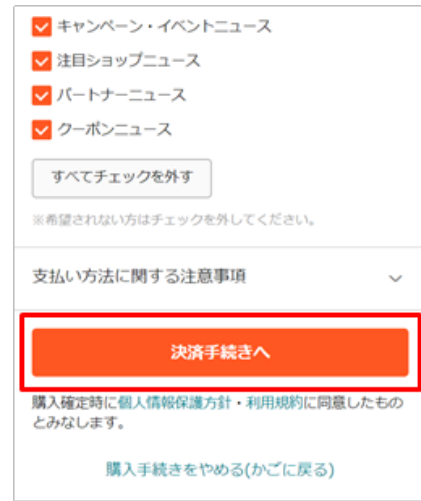 キャンペーン・イベントニュース
注目ショップニュース
パートナーニュース
クーポンニュース
すべてチェックを外す
※希望されない方はチェックを外してください。
支払い方法に関する注意事項
決済手続きへ
購入確定時に個人情報保護方針・利用規約に同意したもの
とみなします。
購入手続きをやめる(かごに戻る)